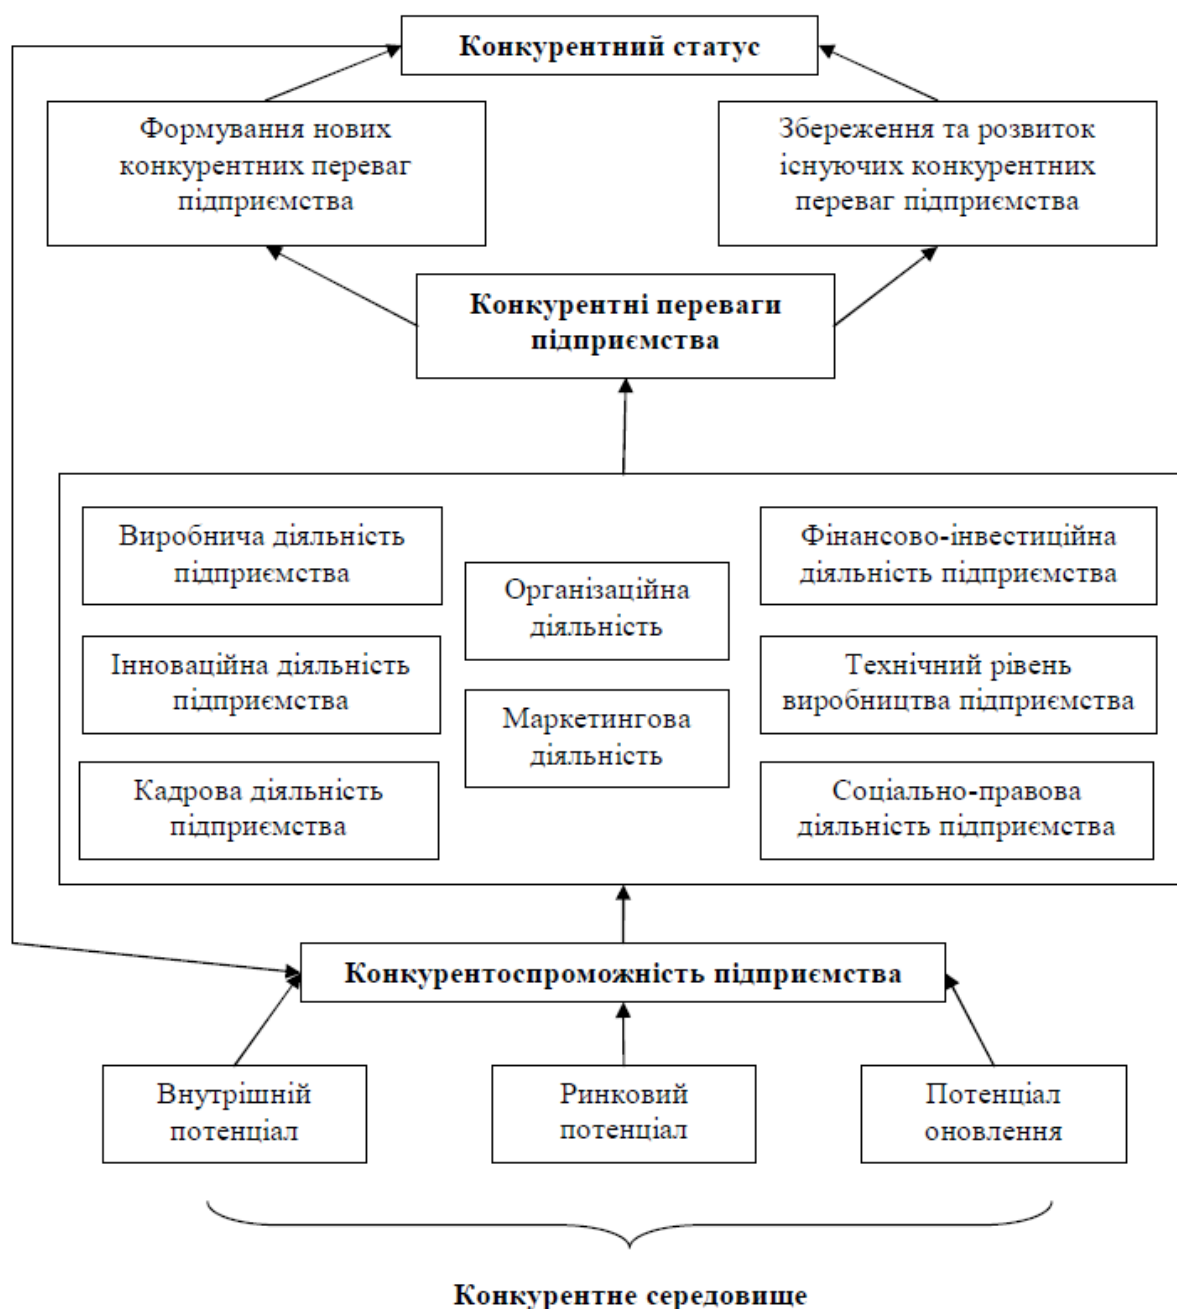 Конкурентний статус
Формування нових
конкурентних переваг
підприємства
Збереження та розвиток
існуючих конкурентних
переваг підприємства
Конкурентні переваги
підприємства
Виробнича діяльність
підприємства
Інноваційна діяльність
підприємства
Кадрова діяльність
підприємства
Організаційна
діяльність
Маркетингова
діяльність
Фінансово-інвестиційна
діяльність підприємства
Технічний рівень
виробництва підприємства
Соціально-правова
діяльність підприємства
Конкурентоспроможність підприємства
Внутрішній
потенціал
Ринковий
потенціал
Потенціал
оновлення
Конкурентне середовище